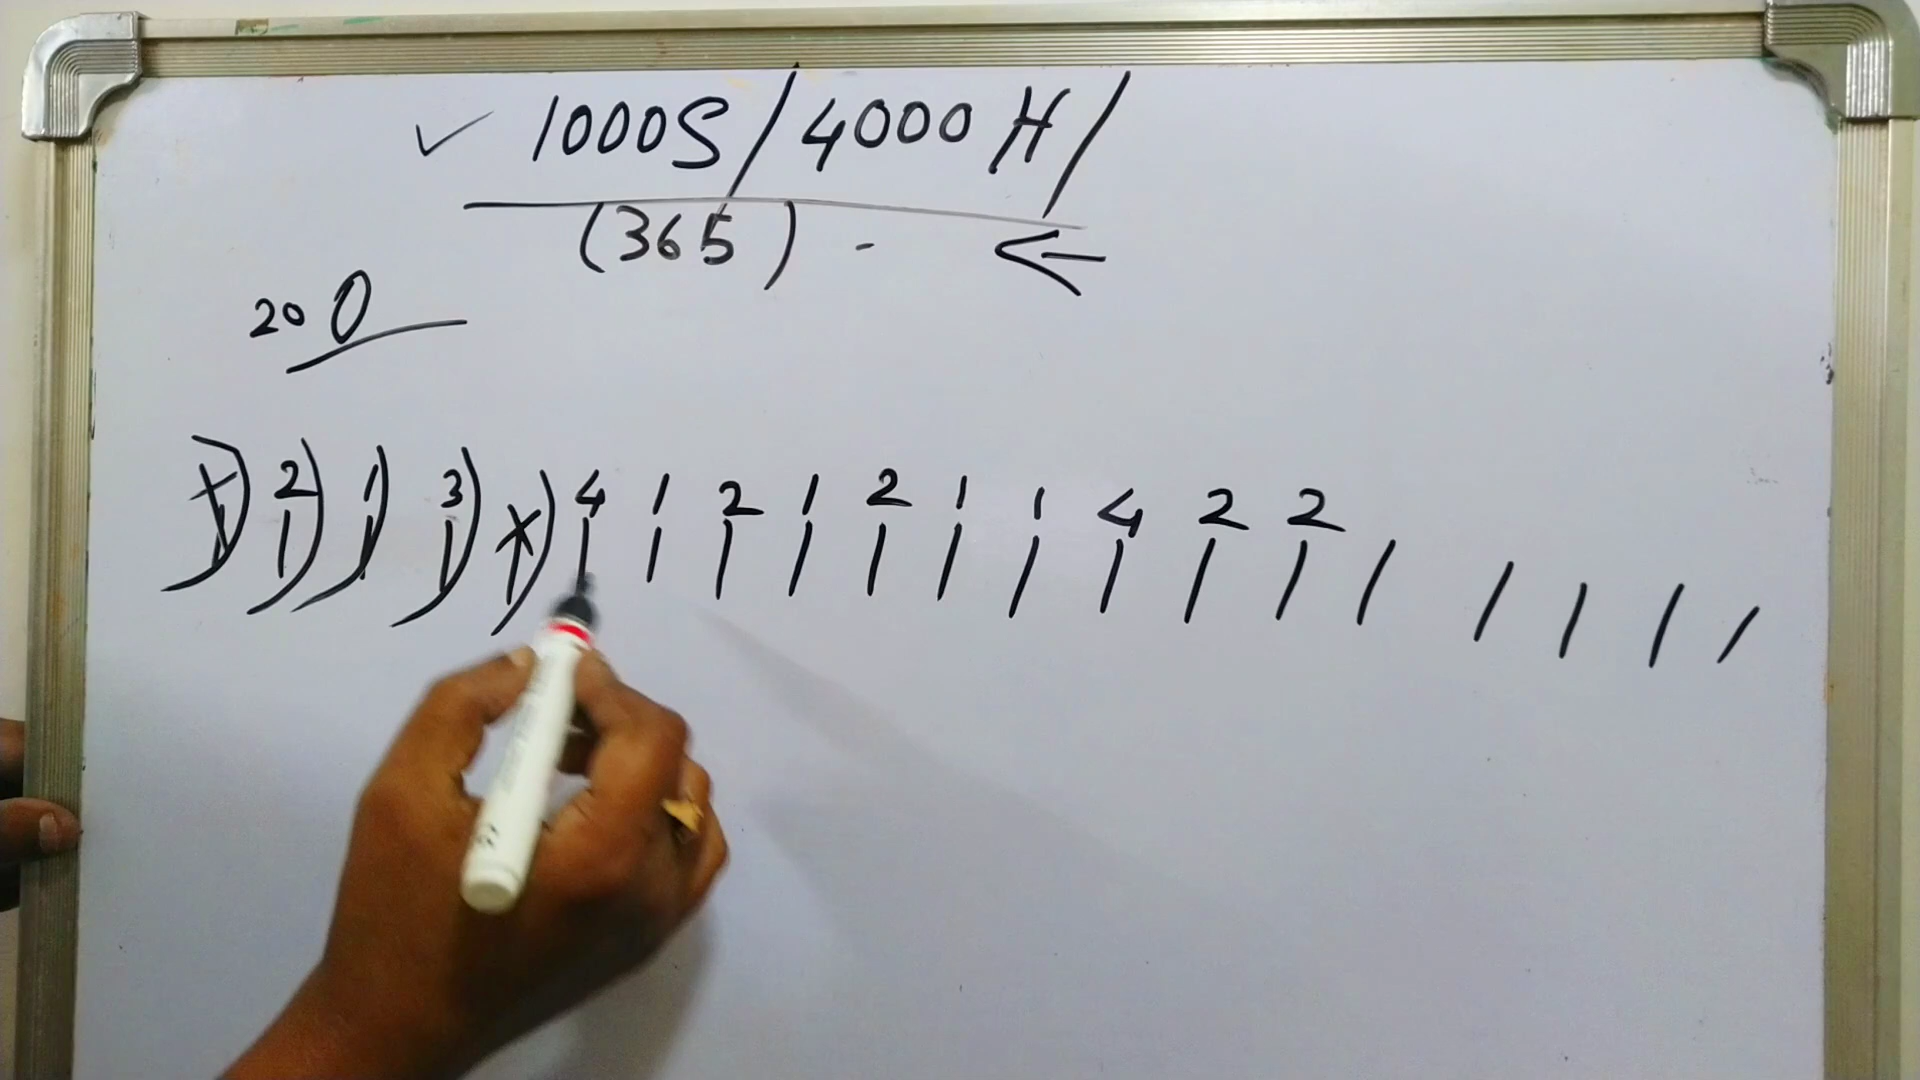 ✓ 1000S/4000H/
(365) - ←
20 0
X) 2) 1) 3) X) 4 1 2 1 2 1 1 4 2 2
| | | | | | | | | | | | | | | | | | | |